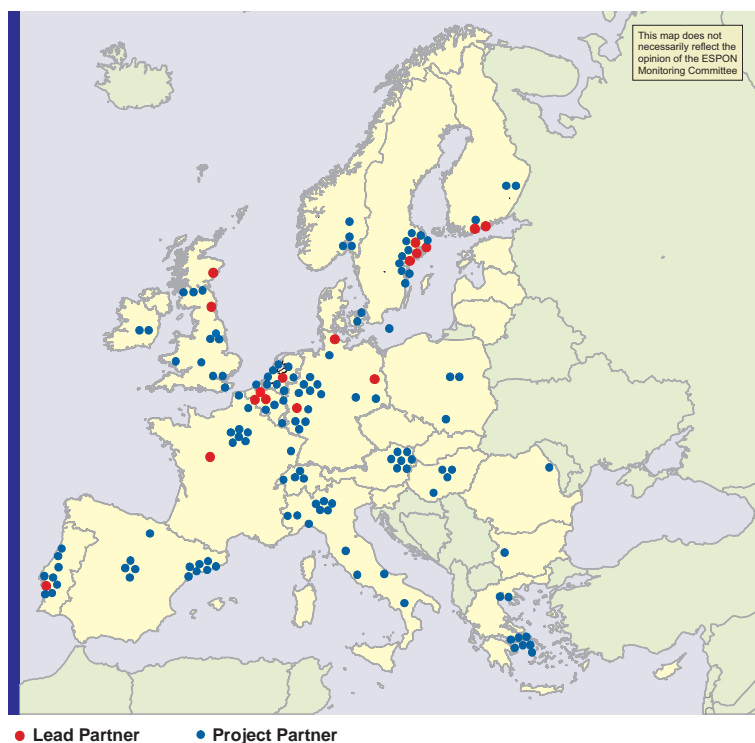 This map does not
necessarily reflect the
opinion of the ESPON
Monitoring Committee
Lead Partner
Project Partner